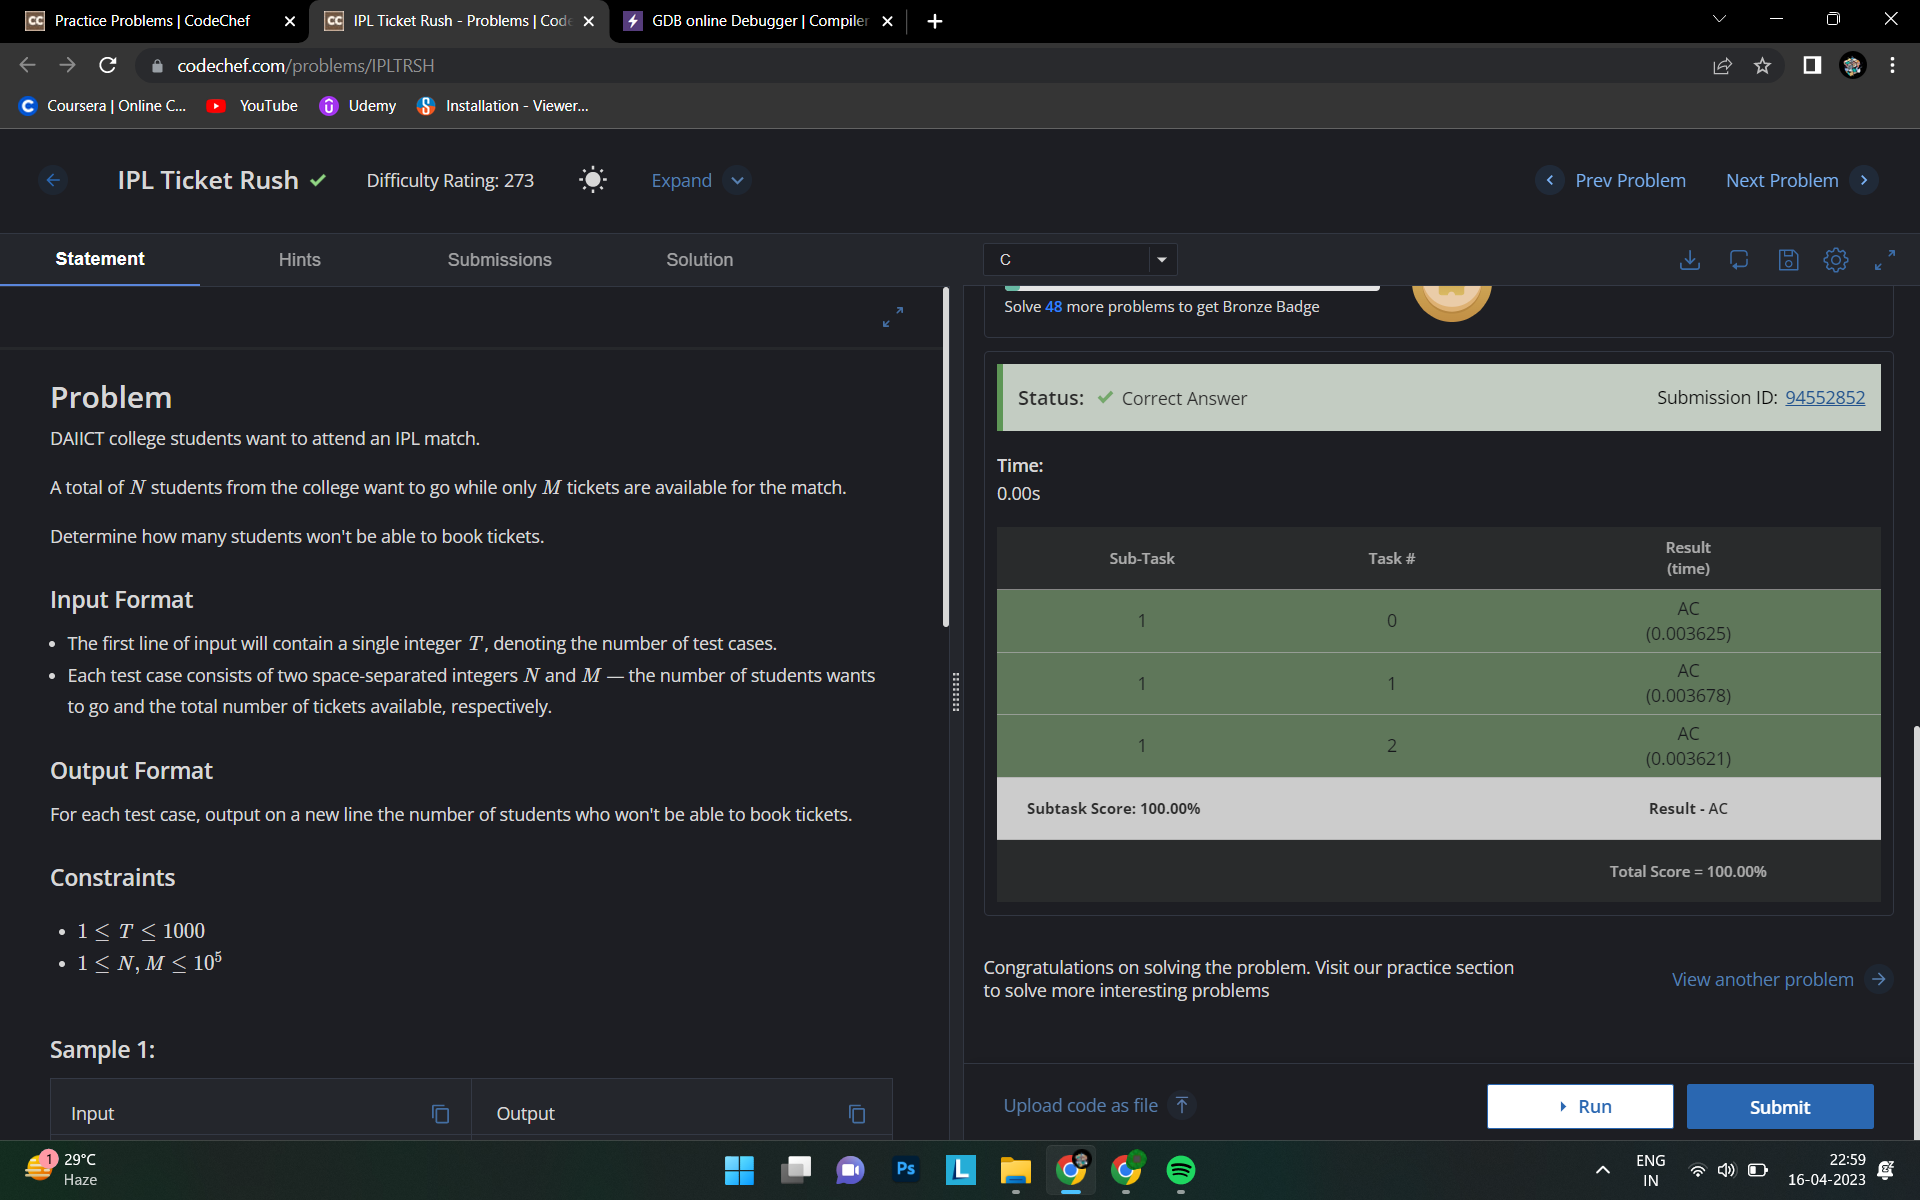 Practice Problems | CodeChef
IPL Ticket Rush - Problems | Code
GDB online Debugger | Compiler
codechef.com/problems/IPLTRSH
Coursera | Online C...
YouTube
Udemy
Installation - Viewer...
IPL Ticket Rush
Difficulty Rating: 273
Expand
Prev Problem
Next Problem
Statement
Hints
Submissions
Solution
Problem
DAIICT college students want to attend an IPL match.
A total of N students from the college want to go while only M tickets are available for the match.
Determine how many students won't be able to book tickets.
Input Format
• The first line of input will contain a single integer T, denoting the number of test cases.
• Each test case consists of two space-separated integers N and M — the number of students wants
to go and the total number of tickets available, respectively.
Output Format
For each test case, output on a new line the number of students who won't be able to book tickets.
Constraints
• 1 ≤ T ≤ 1000
• 1 ≤ N, M ≤ 10⁵
Sample 1:
Input
Output
C
Solve 48 more problems to get Bronze Badge
Status: ✔ Correct Answer
Submission ID: 94552852
Time:
0.00s
Sub-Task
Task #
Result
(time)
1
0
AC
(0.003625)
1
1
AC
(0.003678)
1
2
AC
(0.003621)
Subtask Score: 100.00%
Result - AC
Total Score = 100.00%
Congratulations on solving the problem. Visit our practice section
to solve more interesting problems
View another problem
Upload code as file
Run
Submit
1
29°C
Haze
Ps
L
ENG
IN
22:59
16-04-2023